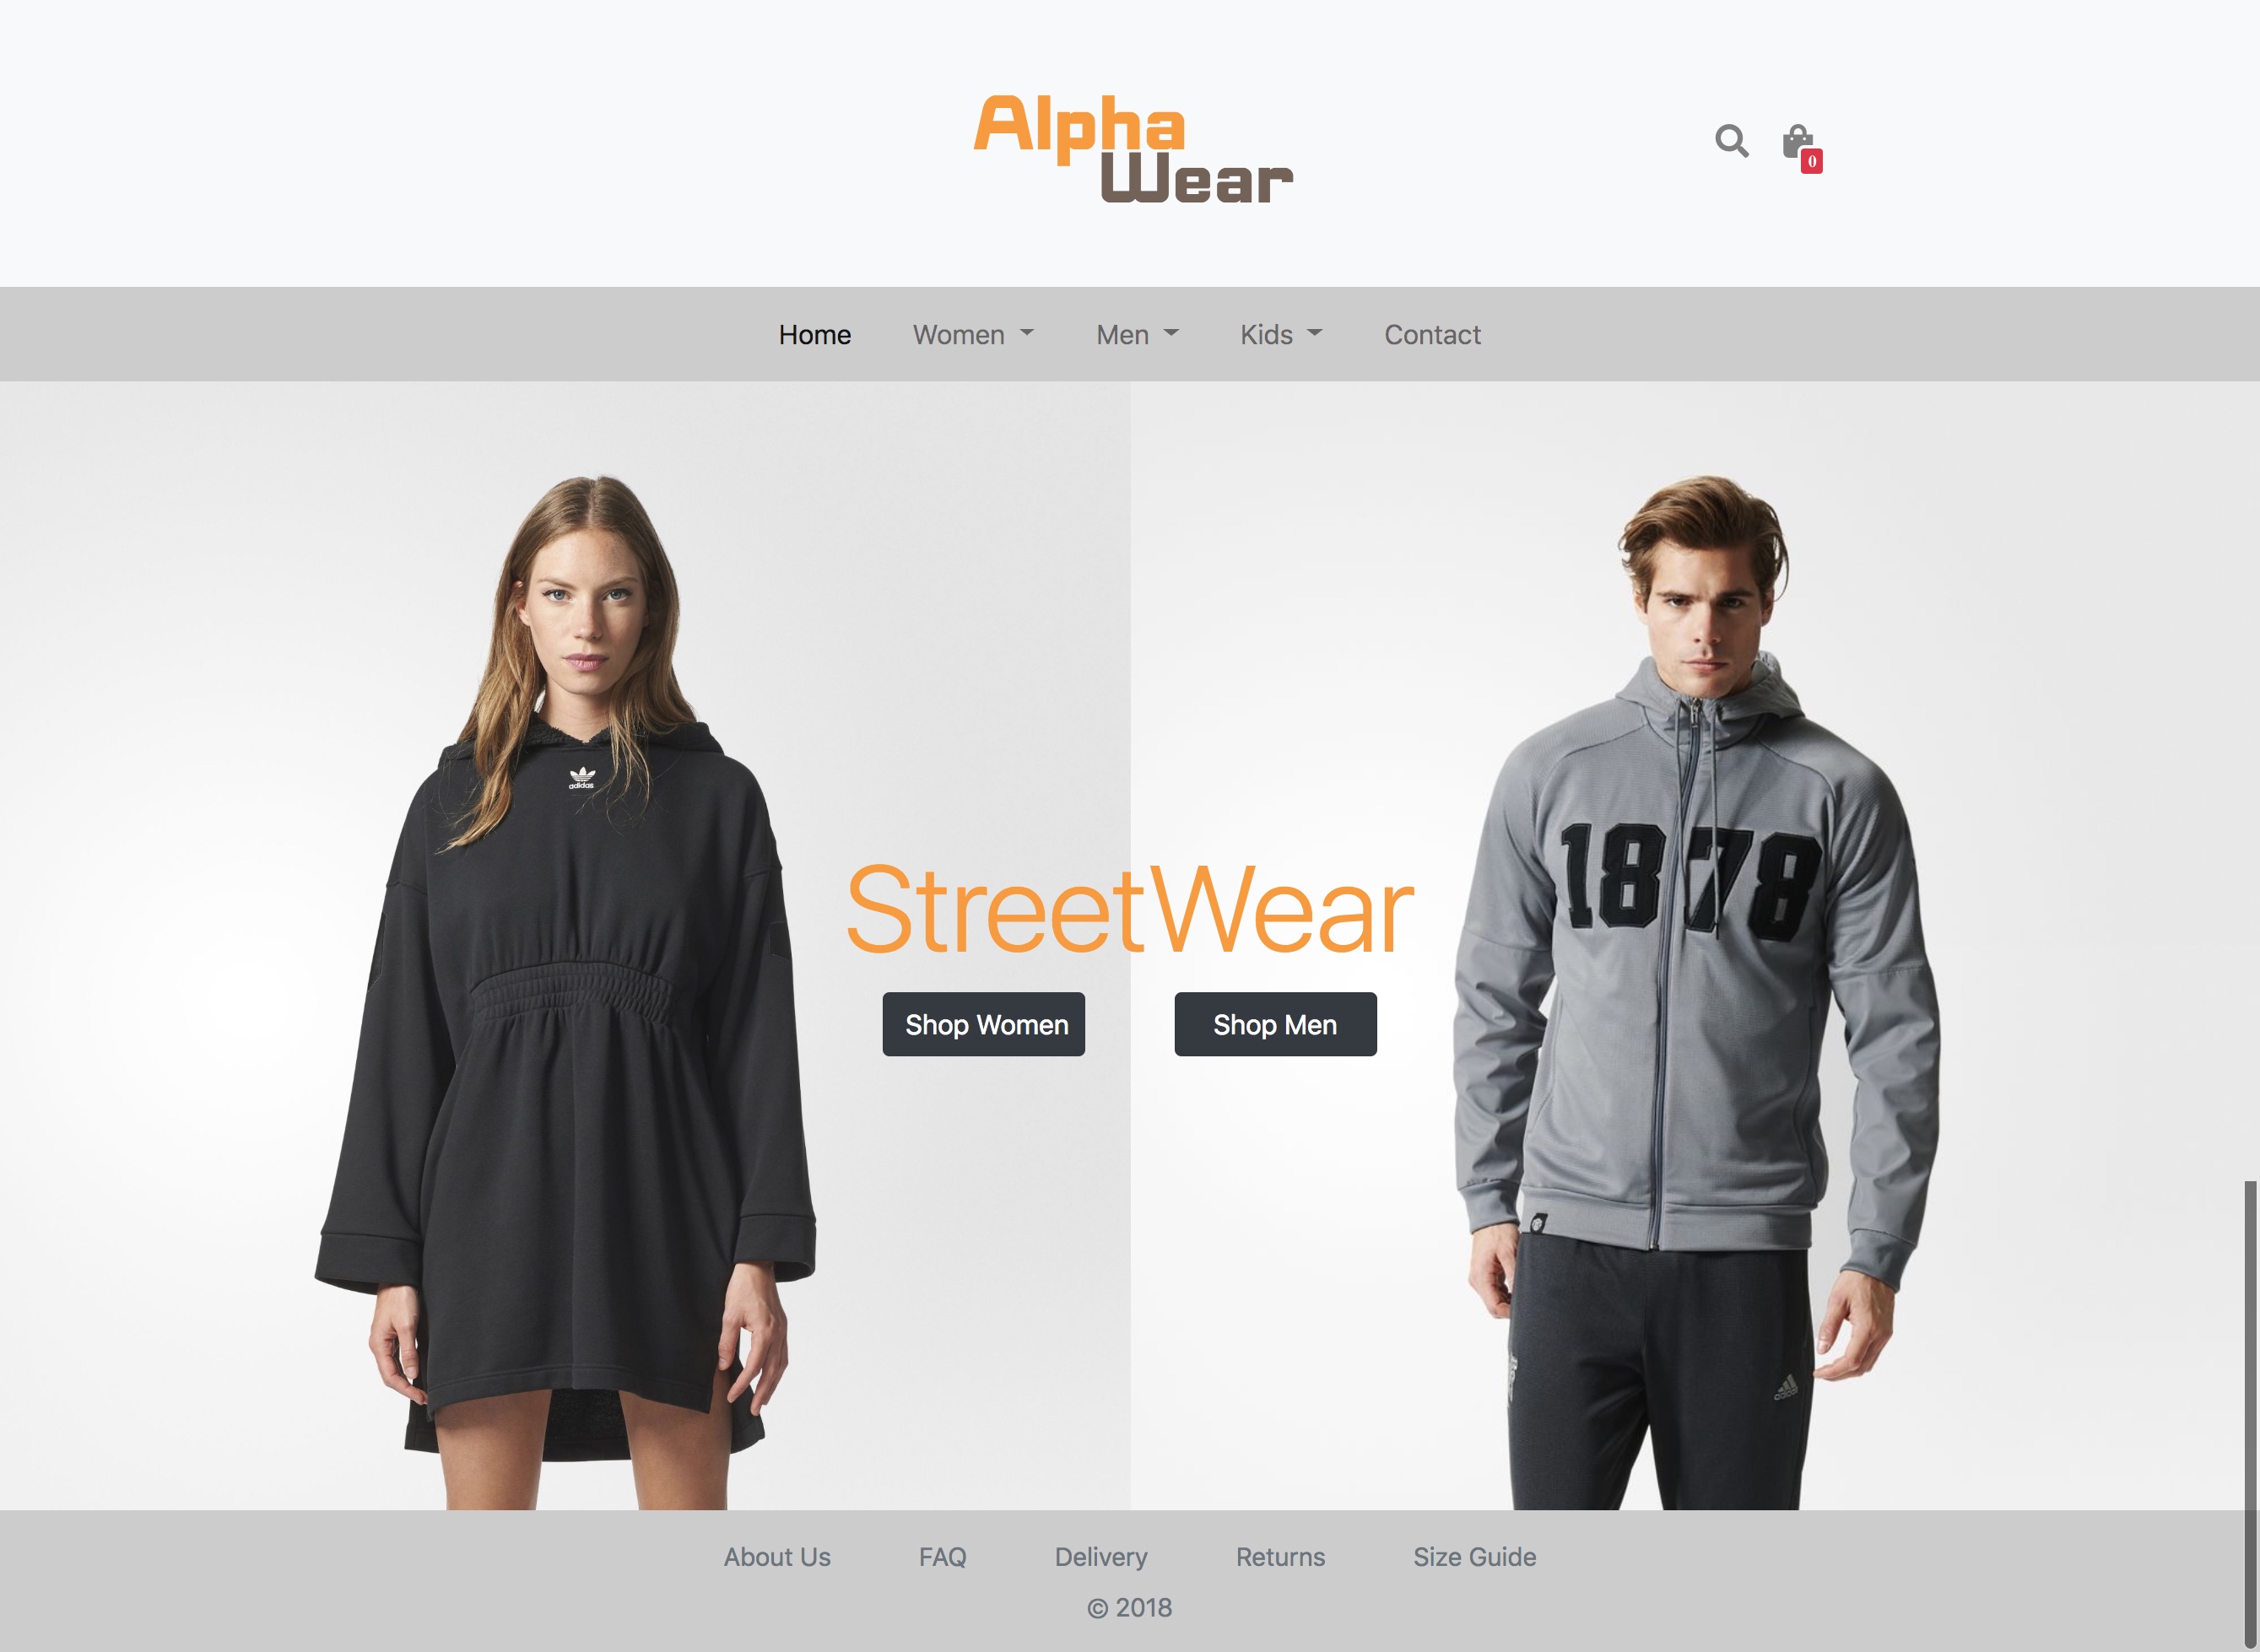 Alpha
Wear
0
Home Women Men Kids Contact
adidas
1878
StreetWear
Shop Women Shop Men
adidas
About Us FAQ Delivery Returns Size Guide
© 2018